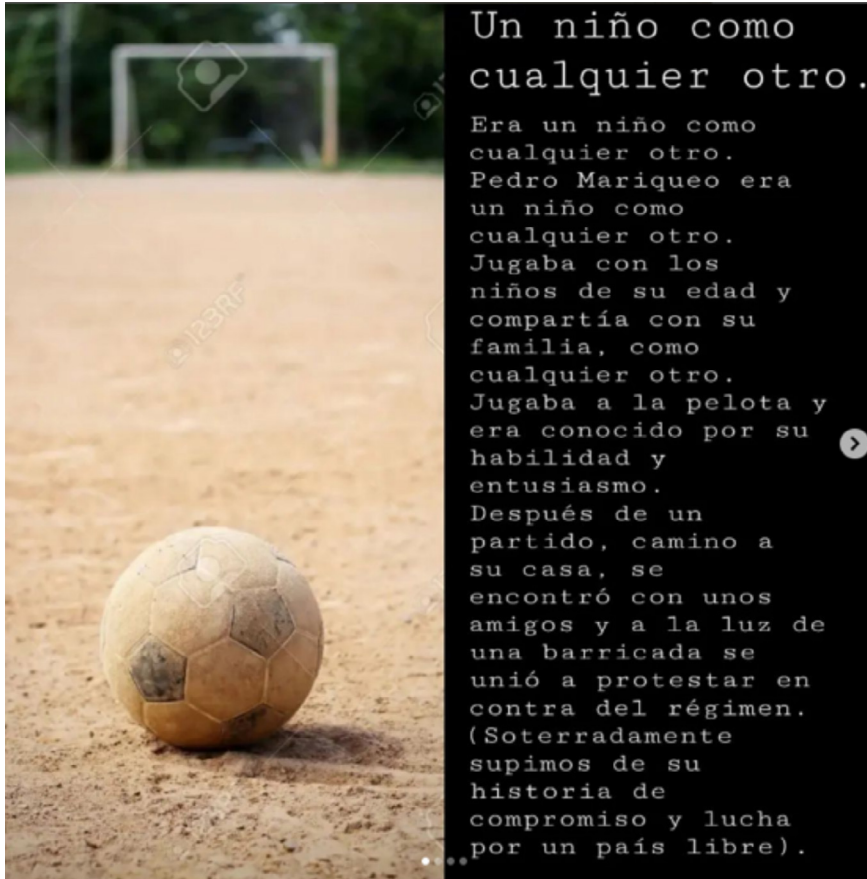 Un niño como
cualquier otro.
Era un niño como
cualquier otro.
Pedro Mariqueo era
un niño como
cualquier otro.
Jugaba con los
niños de su edad y
compartía con su
familia, como
cualquier otro.
Jugaba a la pelota y
era conocido por su
habilidad y
entusiasmo.
Después de un
partido, camino a
su casa, se
encontró con unos
amigos y a la luz de
una barricada se
unió a protestar en
contra del régimen.
(Soterradamente
supimos de su
historia de
compromiso y lucha
por un país libre).
123RF